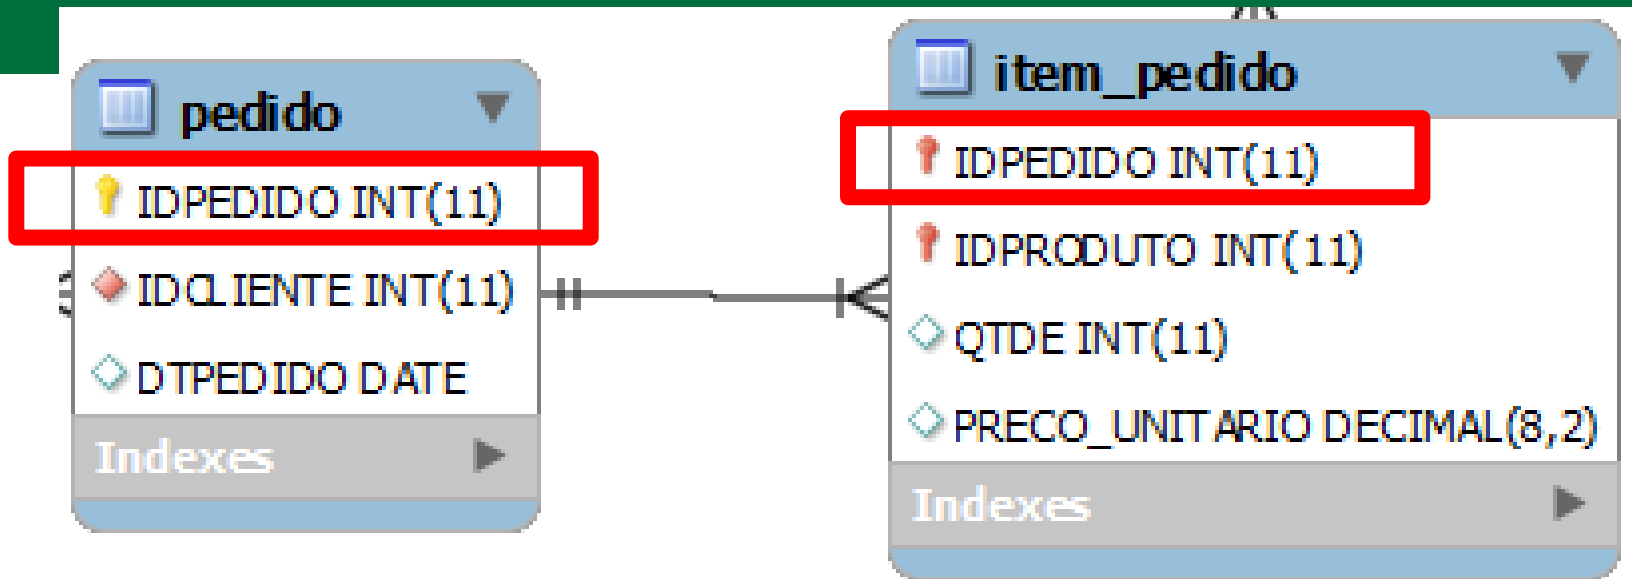 pedido
IDPEDIDO INT(11)
IDCLIENTE INT(11)
DTPEDIDO DATE
Indexes
item_pedido
IDPEDIDO INT(11)
IDPRODUTO INT(11)
QTDE INT(11)
PRECO_UNITARIO DECIMAL(8,2)
Indexes